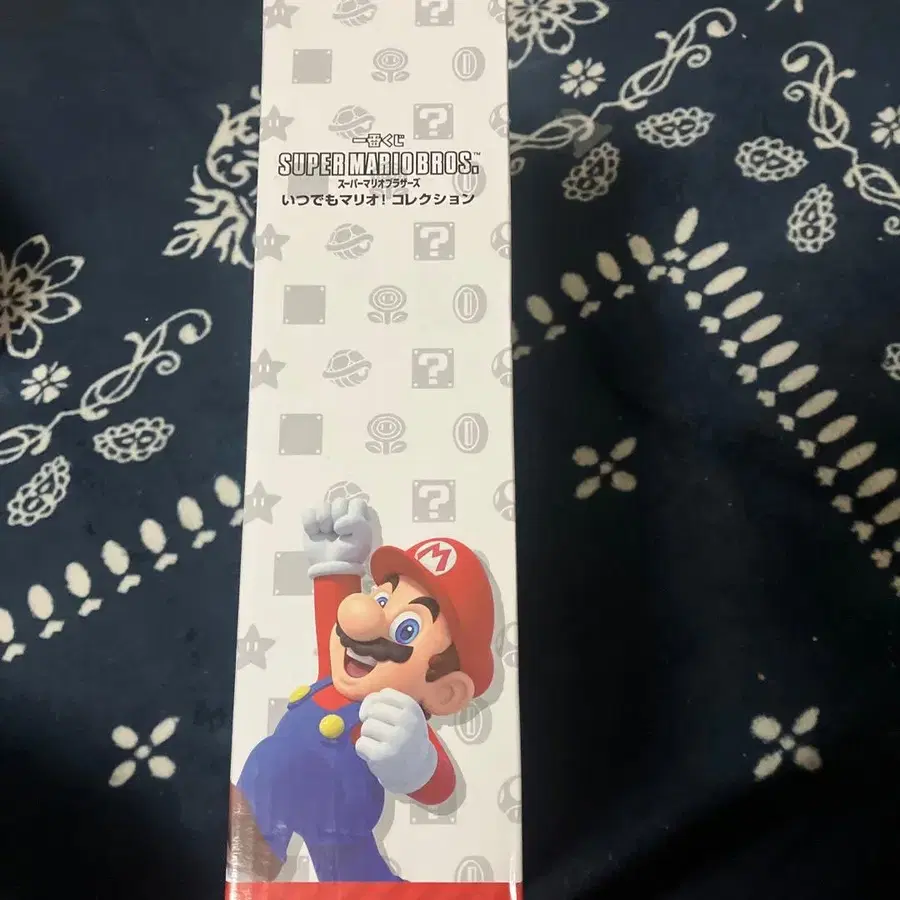 一番くじ
SUPER MARIO BROS.™
スーパーマリオブラザーズ
いつでもマリオ! コレクション
M